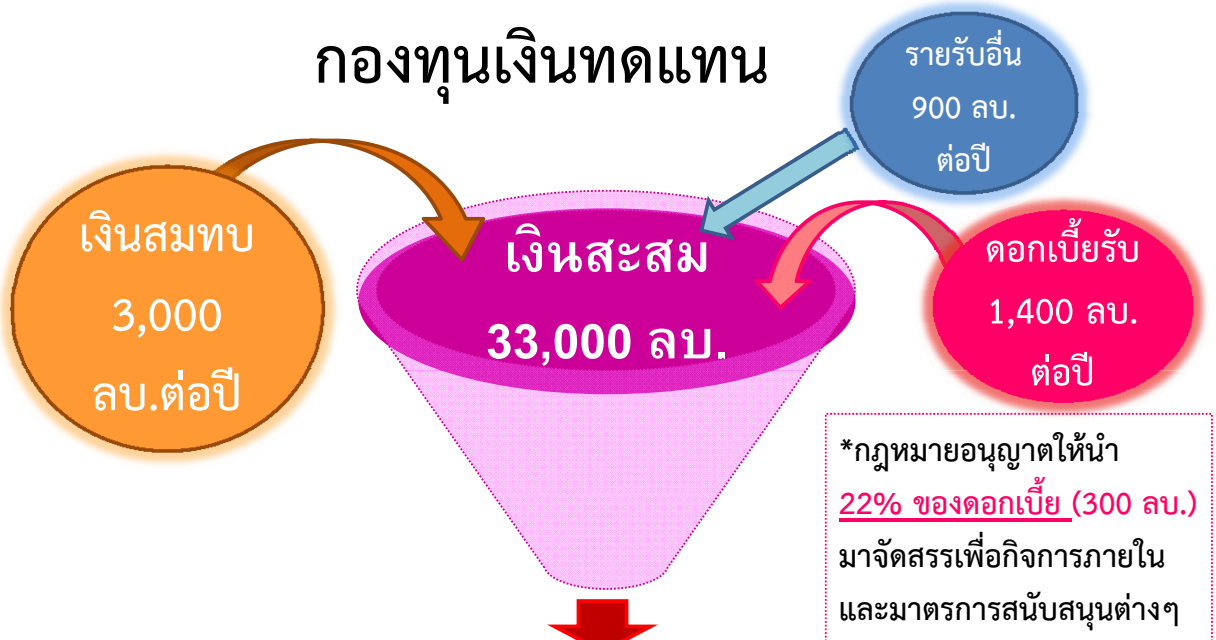 กองทุนเงินทดแทน
รายรับอื่น
900 ลบ.
ต่อปี
เงินสมทบ
3,000
ลบ.ต่อปี
เงินสะสม
33,000 ลบ.
ดอกเบี้ยรับ
1,400 ลบ.
ต่อปี
*กฎหมายอนุญาตให้นำ
22% ของดอกเบี้ย (300 ลบ.)
มาจัดสรรเพื่อกิจการภายใน
และมาตรการสนับสนุนต่างๆ